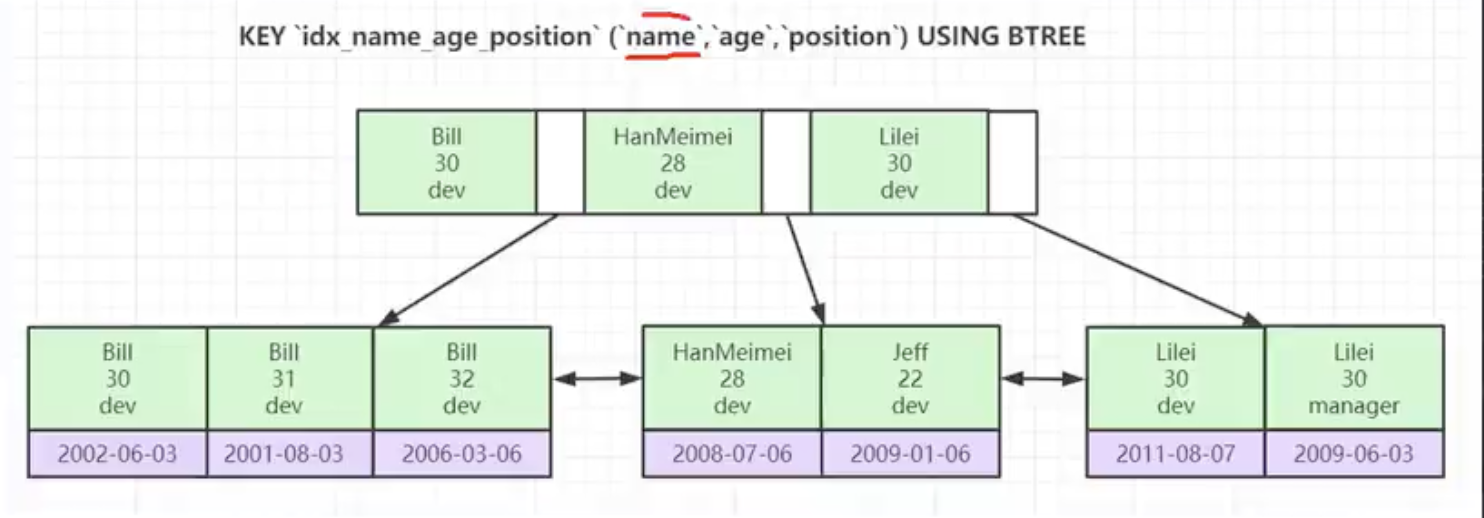 KEY `idx_name_age_position` (`name`,`age`,`position`) USING BTREE
Bill
30
dev
HanMeimei
28
dev
Lilei
30
dev
Bill
30
dev
2002-06-03
Bill
31
dev
2001-08-03
Bill
32
dev
2006-03-06
HanMeimei
28
dev
2008-07-06
Jeff
22
dev
2009-01-06
Lilei
30
dev
2011-08-07
Lilei
30
manager
2009-06-03